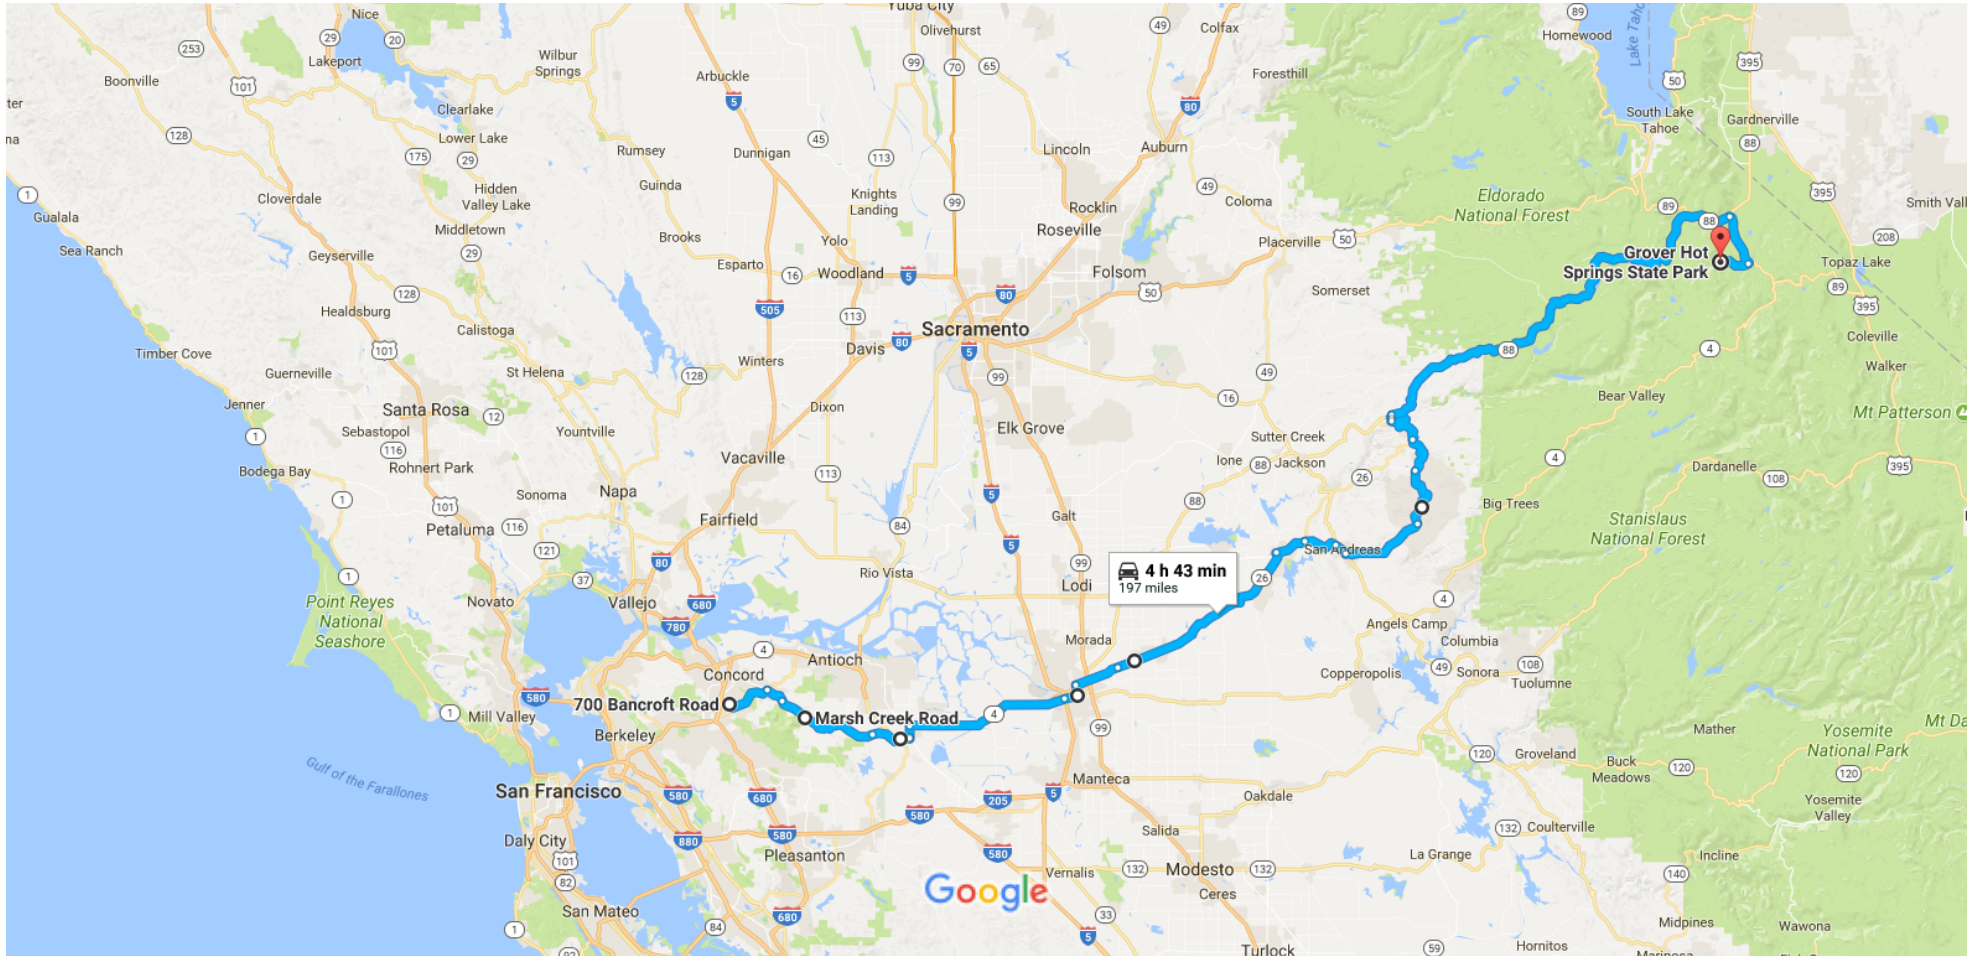 Nice
Yuba City
Olivehurst
Colfax
Homewood
Lake Taho
Lakeport
Wilbur
Springs
Arbuckle
Foresthill
Boonville
Clearlake
South Lake
Tahoe
Gardnerville
Lower Lake
Rumsey
Dunnigan
Lincoln
Auburn
Guinda
Knights
Landing
Hidden
Valley Lake
Cloverdale
Eldorado
National Forest
Smith Vall
Gualala
Sea Ranch
Middletown
Brooks
Yolo
Rocklin
Roseville
Coloma
Placerville
Geyserville
Esparto
Woodland
Folsom
Grover Hot
Springs State Park
Topaz Lake
Somerset
Healdsburg
Calistoga
Sacramento
Coleville
Timber Cove
Guerneville
St Helena
Winters
Davis
Walker
Jenner
Santa Rosa
Dixon
Bear Valley
Mt Patterson
Sebastopol
Yountville
Elk Grove
Sutter Creek
Bodega Bay
Rohnert Park
Vacaville
Ione
Jackson
Dardanelle
Sonoma
Napa
Galt
Big Trees
Petaluma
Fairfield
Stanislaus
National Forest
San Andreas
Rio Vista
4 h 43 min
197 miles
Lodi
Point Reyes
National
Seashore
Novato
Vallejo
Angels Camp
Columbia
Morada
Antioch
Concord
Copperopolis
Sonora
Tuolumne
700 Bancroft Road
Marsh Creek Road
Mill Valley
Berkeley
Mather
Mt Da
Yosemite
National Park
Groveland
Buck
Meadows
Gulf of the Farallones
San Francisco
Manteca
Oakdale
Yosemite
Valley
Daly City
Salida
Coulterville
Pleasanton
La Grange
Incline
Google
Vernalis
Modesto
Ceres
San Mateo
Midpines
Wawona
Turlock
Hornitos
Mariposa